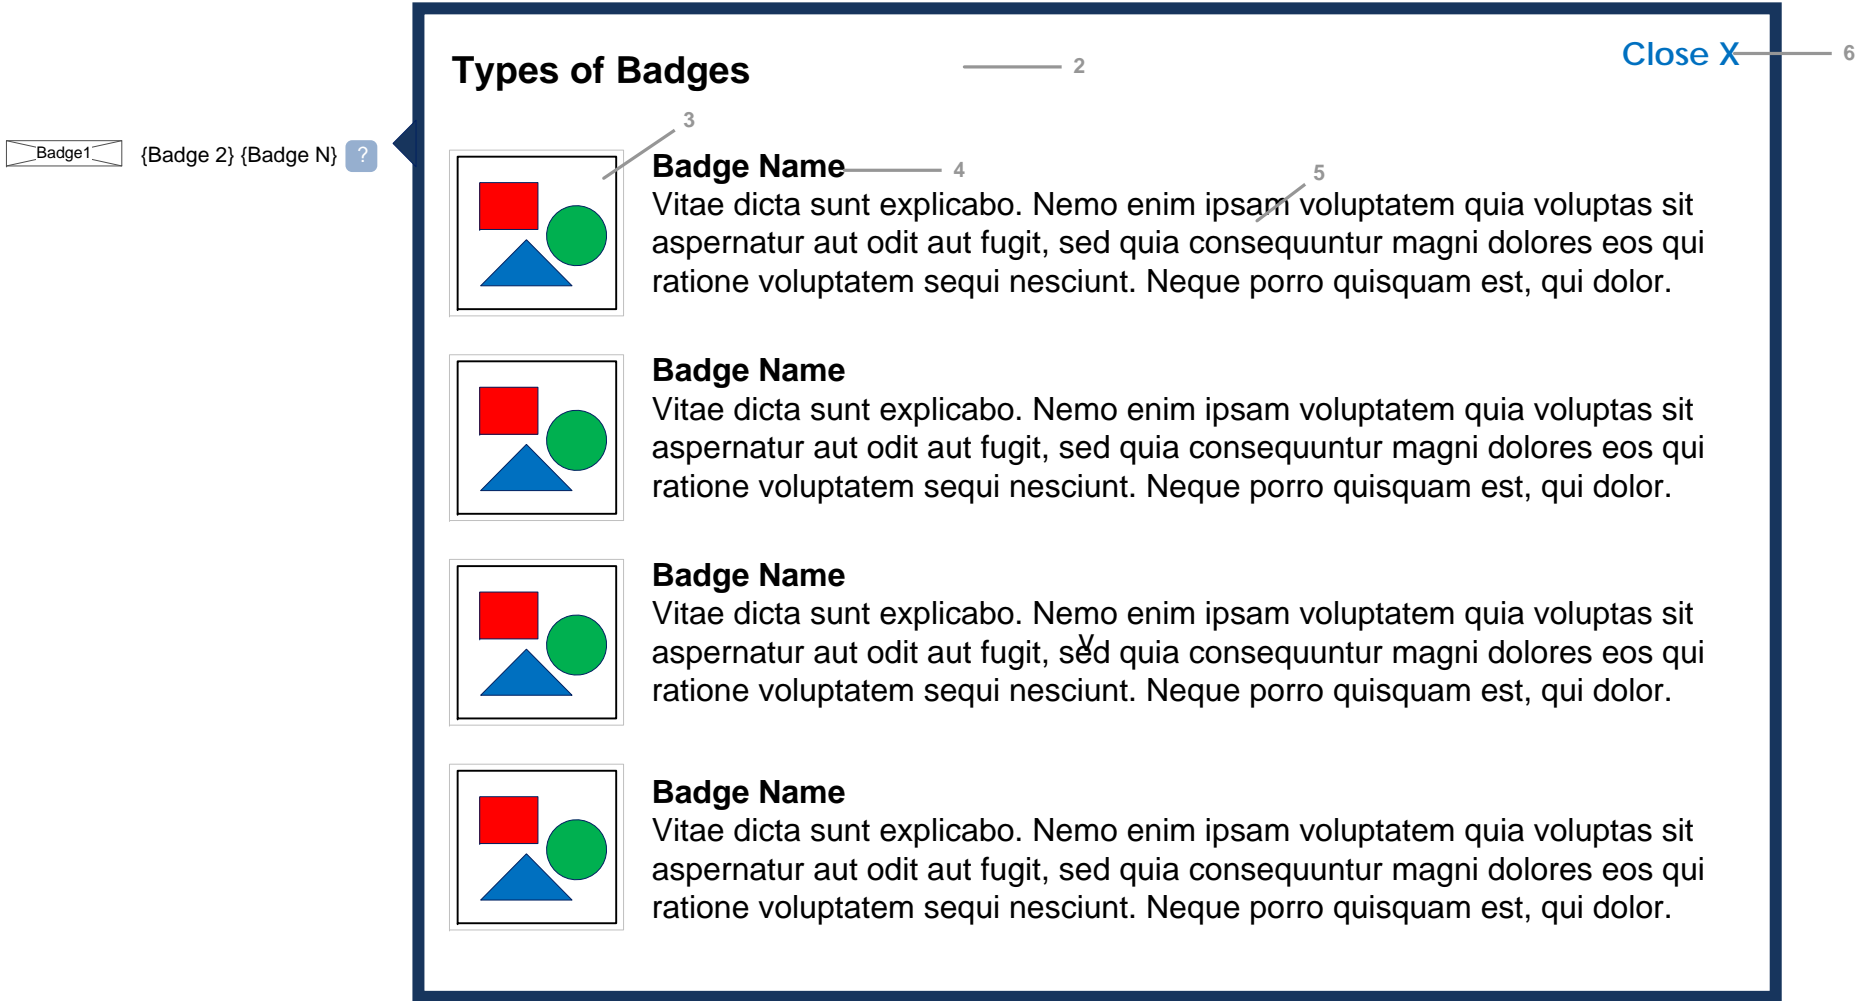 Types of Badges
2
Close X
6
Badge1
{Badge 2} {Badge N}
?
3
Badge Name
4
5
Vitae dicta sunt explicabo. Nemo enim ipsam voluptatem quia voluptas sit
aspernatur aut odit aut fugit, sed quia consequuntur magni dolores eos qui
ratione voluptatem sequi nesciunt. Neque porro quisquam est, qui dolor.
Badge Name
Vitae dicta sunt explicabo. Nemo enim ipsam voluptatem quia voluptas sit
aspernatur aut odit aut fugit, sed quia consequuntur magni dolores eos qui
ratione voluptatem sequi nesciunt. Neque porro quisquam est, qui dolor.
Badge Name
Vitae dicta sunt explicabo. Nemo enim ipsam voluptatem quia voluptas sit
v
aspernatur aut odit aut fugit, sed quia consequuntur magni dolores eos qui
ratione voluptatem sequi nesciunt. Neque porro quisquam est, qui dolor.
Badge Name
Vitae dicta sunt explicabo. Nemo enim ipsam voluptatem quia voluptas sit
aspernatur aut odit aut fugit, sed quia consequuntur magni dolores eos qui
ratione voluptatem sequi nesciunt. Neque porro quisquam est, qui dolor.